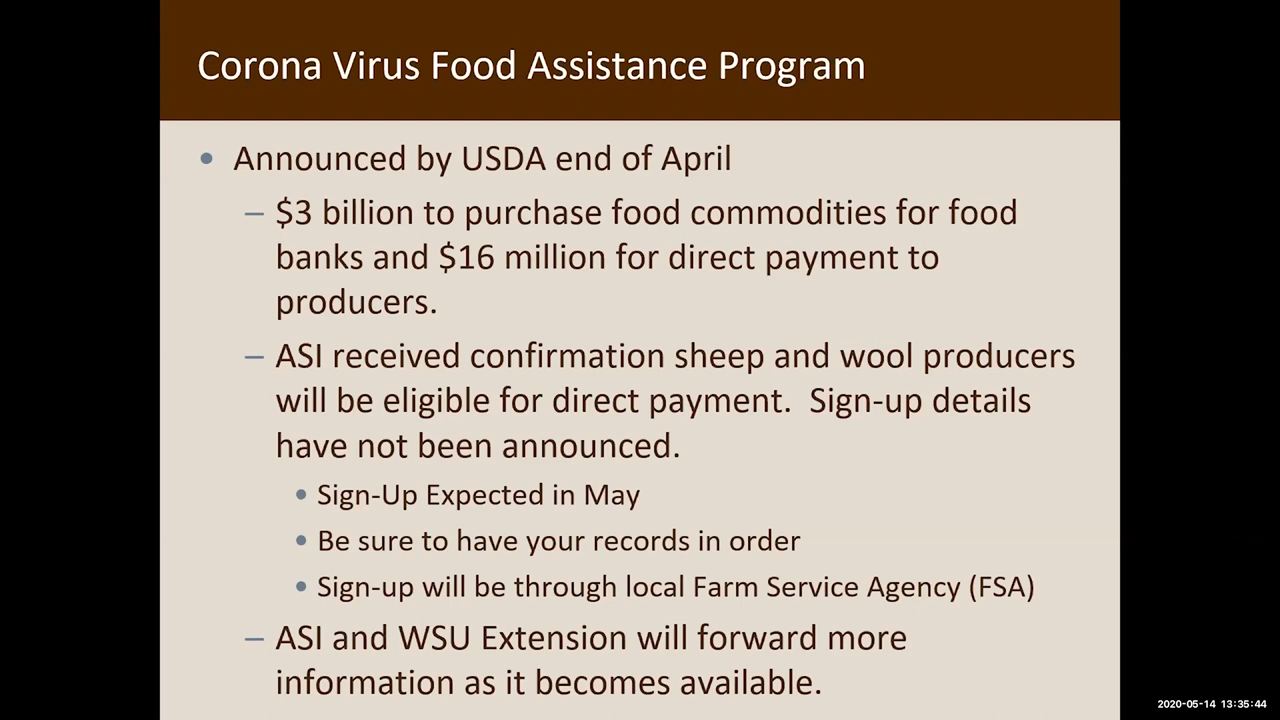 Corona Virus Food Assistance Program
• Announced by USDA end of April
– $3 billion to purchase food commodities for food
banks and $16 million for direct payment to
producers.
– ASI received confirmation sheep and wool producers
will be eligible for direct payment.  Sign-up details
have not been announced.
• Sign-Up Expected in May
• Be sure to have your records in order
• Sign-up will be through local Farm Service Agency (FSA)
– ASI and WSU Extension will forward more
information as it becomes available.
2020-05-14 13:35:44